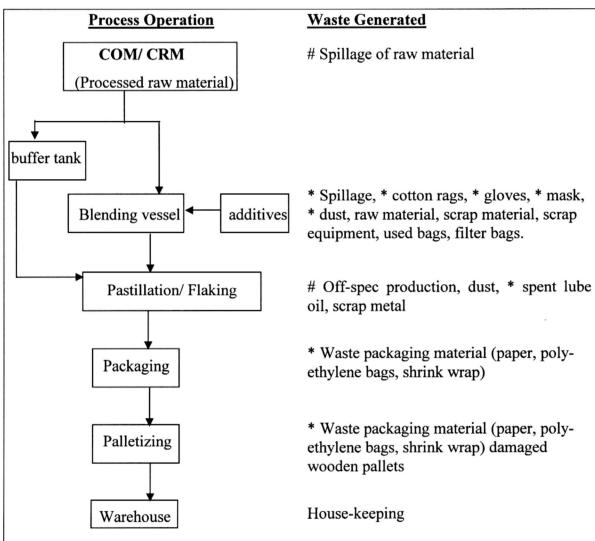 Process Operation
Waste Generated
COM/ CRM
(Processed raw material)
# Spillage of raw material
buffer tank
Blending vessel
additives
* Spillage, * cotton rags, * gloves, * mask,
* dust, raw material, scrap material, scrap
equipment, used bags, filter bags.
Pastillation/ Flaking
# Off-spec production, dust, * spent lube
oil, scrap metal
Packaging
* Waste packaging material (paper, poly-
ethylene bags, shrink wrap)
Palletizing
* Waste packaging material (paper, poly-
ethylene bags, shrink wrap) damaged
wooden pallets
Warehouse
House-keeping